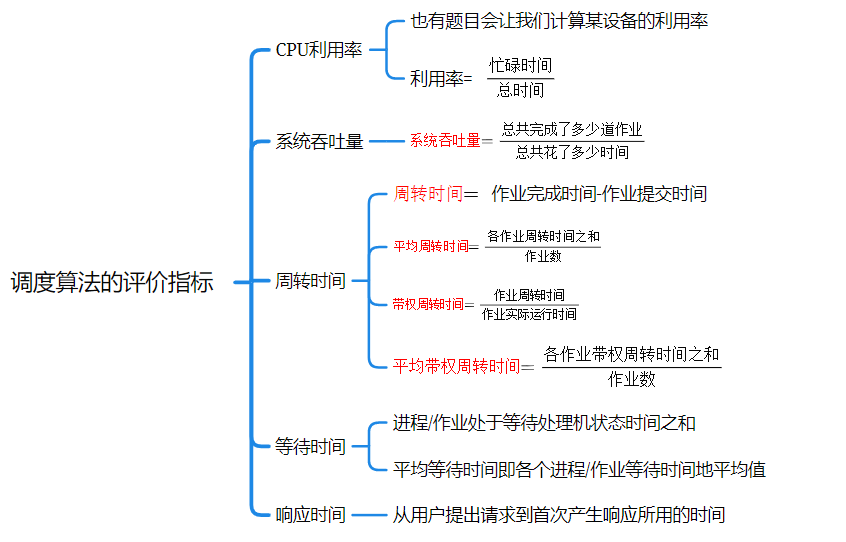 调度算法的评价指标
CPU利用率
也有题目会让我们计算某设备的利用率
利用率= 忙碌时间
总时间
系统吞吐量
系统吞吐量= 总共完成了多少道作业
总共花了多少时间
周转时间
周转时间= 作业完成时间-作业提交时间
平均周转时间= 各作业周转时间之和
作业数
带权周转时间= 作业周转时间
作业实际运行时间
平均带权周转时间= 各作业带权周转时间之和
作业数
等待时间
进程/作业处于等待处理机状态时间之和
平均等待时间即各个进程/作业等待时间地平均值
响应时间
从用户提出请求到首次产生响应所用的时间